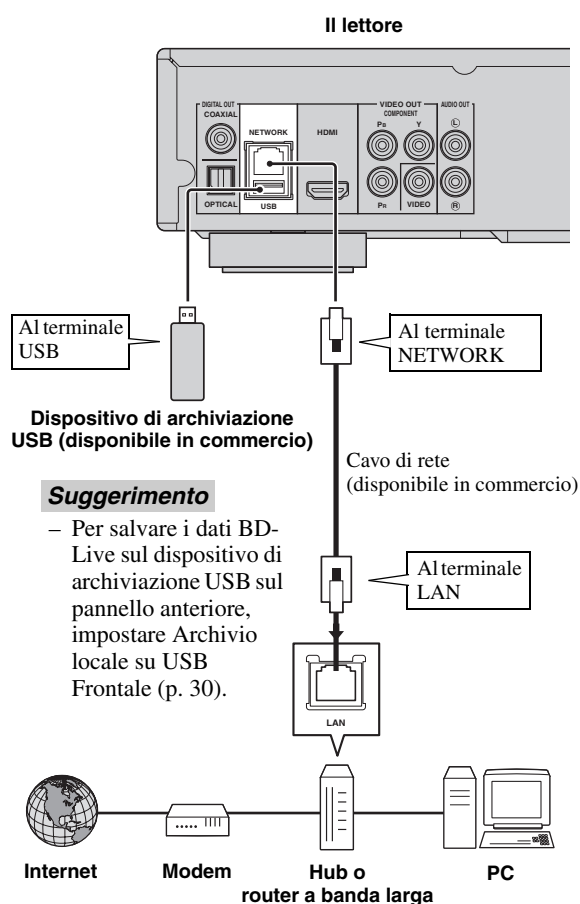 Il lettore
DIGITAL OUT
COAXIAL
OPTICAL
NETWORK
USB
HDMI
VIDEO OUT
COMPONENT
PB
Y
PR
VIDEO
AUDIO OUT
L
R
Al terminale
USB
Al terminale
NETWORK
Dispositivo di archiviazione
USB (disponibile in commercio)
Cavo di rete
(disponibile in commercio)
Suggerimento
– Per salvare i dati BD-
Live sul dispositivo di
archiviazione USB sul
pannello anteriore,
impostare Archivio
locale su USB
Frontale (p. 30).
Al terminale
LAN
LAN
Internet
Modem
Hub o
router a banda larga
PC